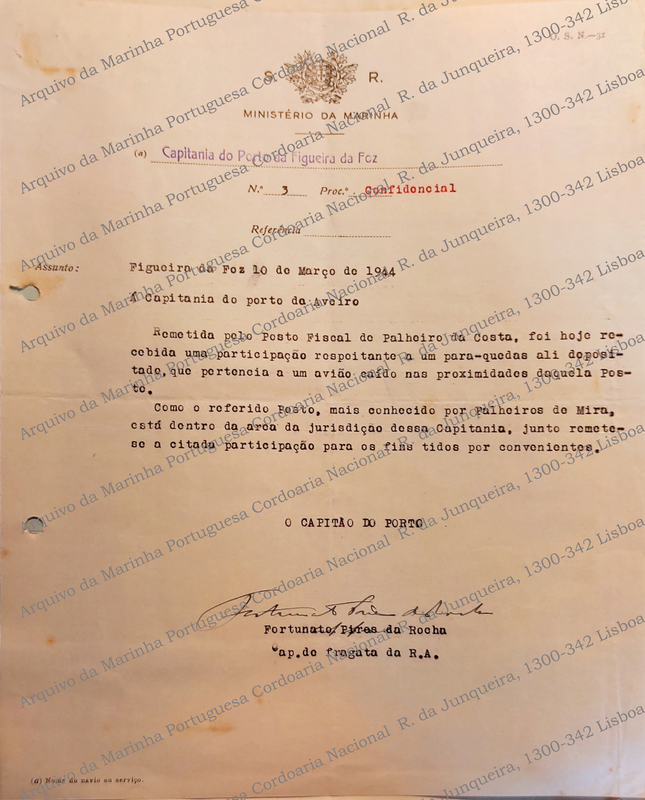 O. S. N.—31
S. R.
MINISTÉRIO DA MARINHA
(a) Capitania do Porto da Figueira da Foz
N.º 3 Proc.º Confidencial
Referência
Assunto: Figueira da Foz 10 de Março de 1944
Á Capitania do porto de Aveiro
Remetida pelo Posto Fiscal de Palheiro da Costa, foi hoje re-
cebida uma participação respeitante a um para-quedas ali deposi-
tado, que pertencia a um avião caído nas proximidades daquela Pos-
to.
Como o referido Posto, mais conhecido por Palheiros de Mira,
está dentro da area da jurisdição dessa Capitania, junto remete-
se a citada participação para os fins tidos por convenientes.
O CAPITÃO DO PORTO
Fortunato Pires da Rocha
Cap.de fragata da R.A.
(a) Nome do navio ou serviço.
Arquivo da Marinha Portuguesa Cordoaria Nacional R. da Junqueira, 1300-342 Lisboa